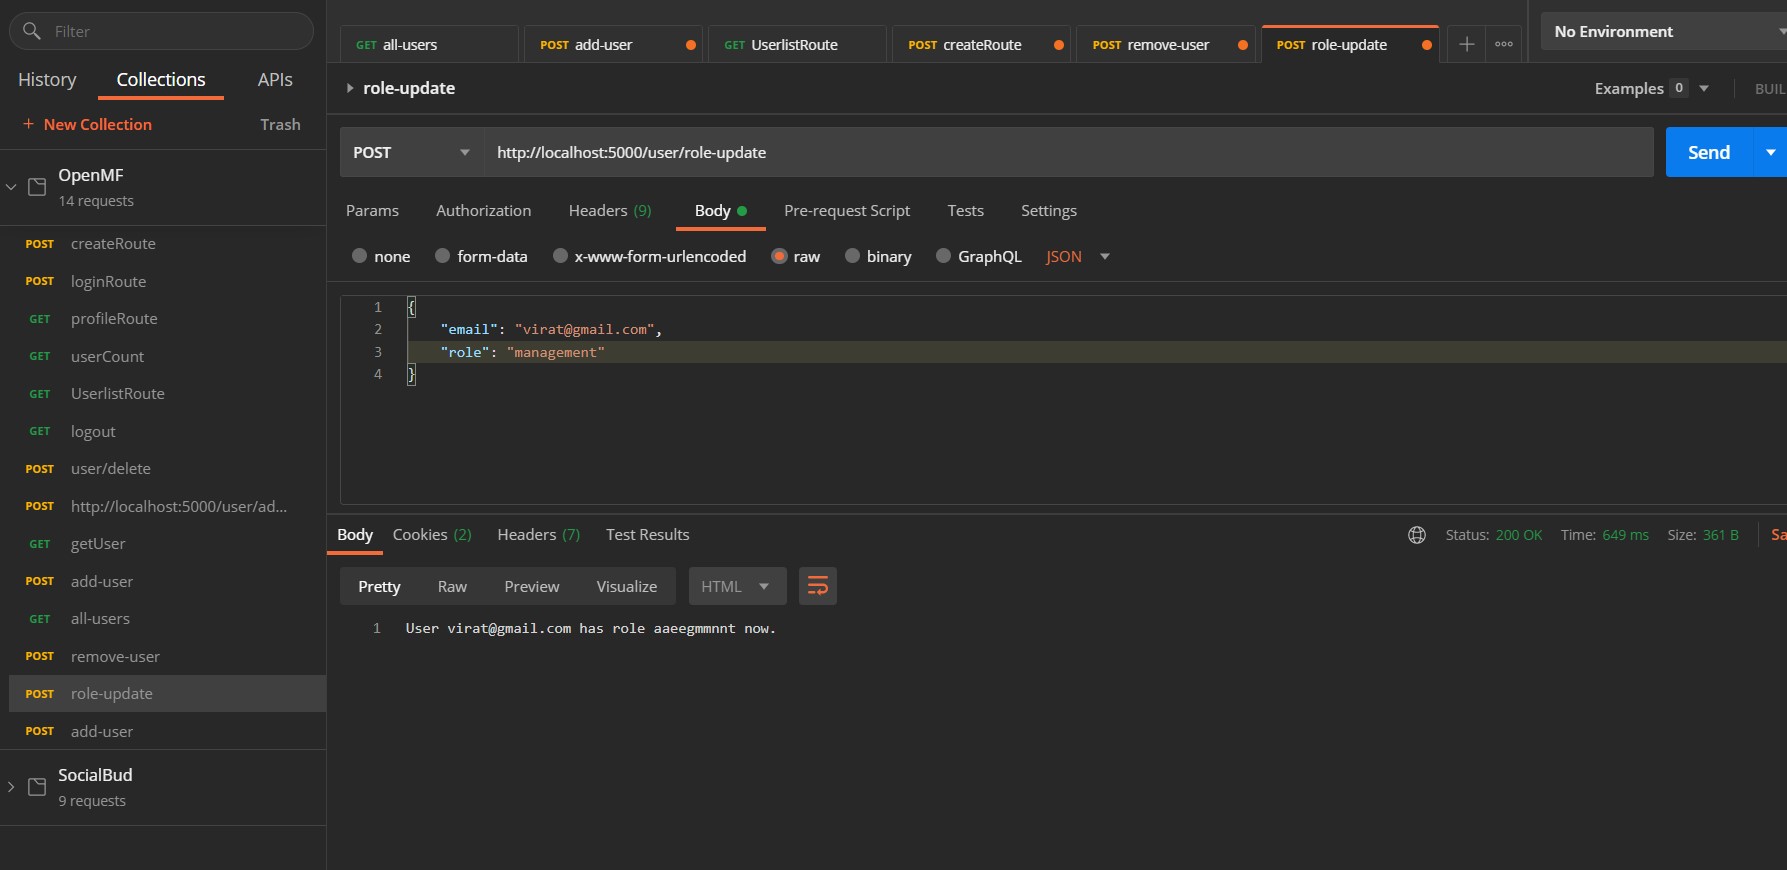 Filter
History Collections APIs
+ New Collection Trash
OpenMF
14 requests
POST createRoute
POST loginRoute
GET profileRoute
GET userCount
GET UserlistRoute
GET logout
POST user/delete
POST http://localhost:5000/user/ad...
GET getUser
POST add-user
GET all-users
POST remove-user
POST role-update
POST add-user
SocialBud
9 requests
GET all-users POST add-user GET UserlistRoute POST createRoute POST remove-user POST role-update No Environment
role-update Examples 0 BUIL
POST http://localhost:5000/user/role-update Send
Params Authorization Headers (9) Body Pre-request Script Tests Settings
none form-data x-www-form-urlencoded raw binary GraphQL JSON
1 {
2 "email": "virat@gmail.com",
3 "role": "management"
4 }
Body Cookies (2) Headers (7) Test Results Status: 200 OK Time: 649 ms Size: 361 B Sa
Pretty Raw Preview Visualize HTML
1 User virat@gmail.com has role aaeegmmnnt now.